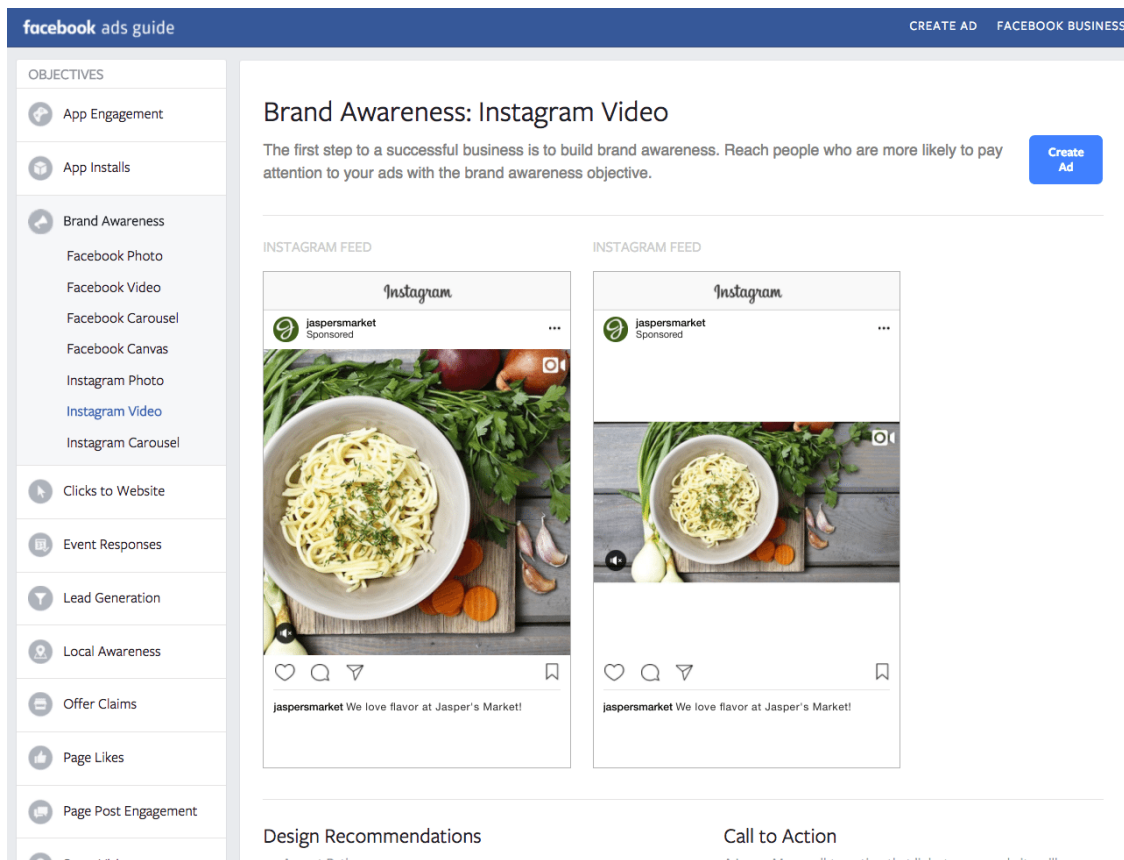 facebook ads guide
CREATE AD
FACEBOOK BUSINESS
OBJECTIVES
App Engagement
App Installs
Brand Awareness
Facebook Photo
Facebook Video
Facebook Carousel
Facebook Canvas
Instagram Photo
Instagram Video
Instagram Carousel
Clicks to Website
Event Responses
Lead Generation
Local Awareness
Offer Claims
Page Likes
Page Post Engagement
Brand Awareness: Instagram Video
The first step to a successful business is to build brand awareness. Reach people who are more likely to pay
attention to your ads with the brand awareness objective.
Create
Ad
INSTAGRAM FEED
Instagram
jaspersmarket
Sponsored
jaspersmarket We love flavor at Jasper's Market!
INSTAGRAM FEED
Instagram
jaspersmarket
Sponsored
jaspersmarket We love flavor at Jasper's Market!
Design Recommendations
Call to Action